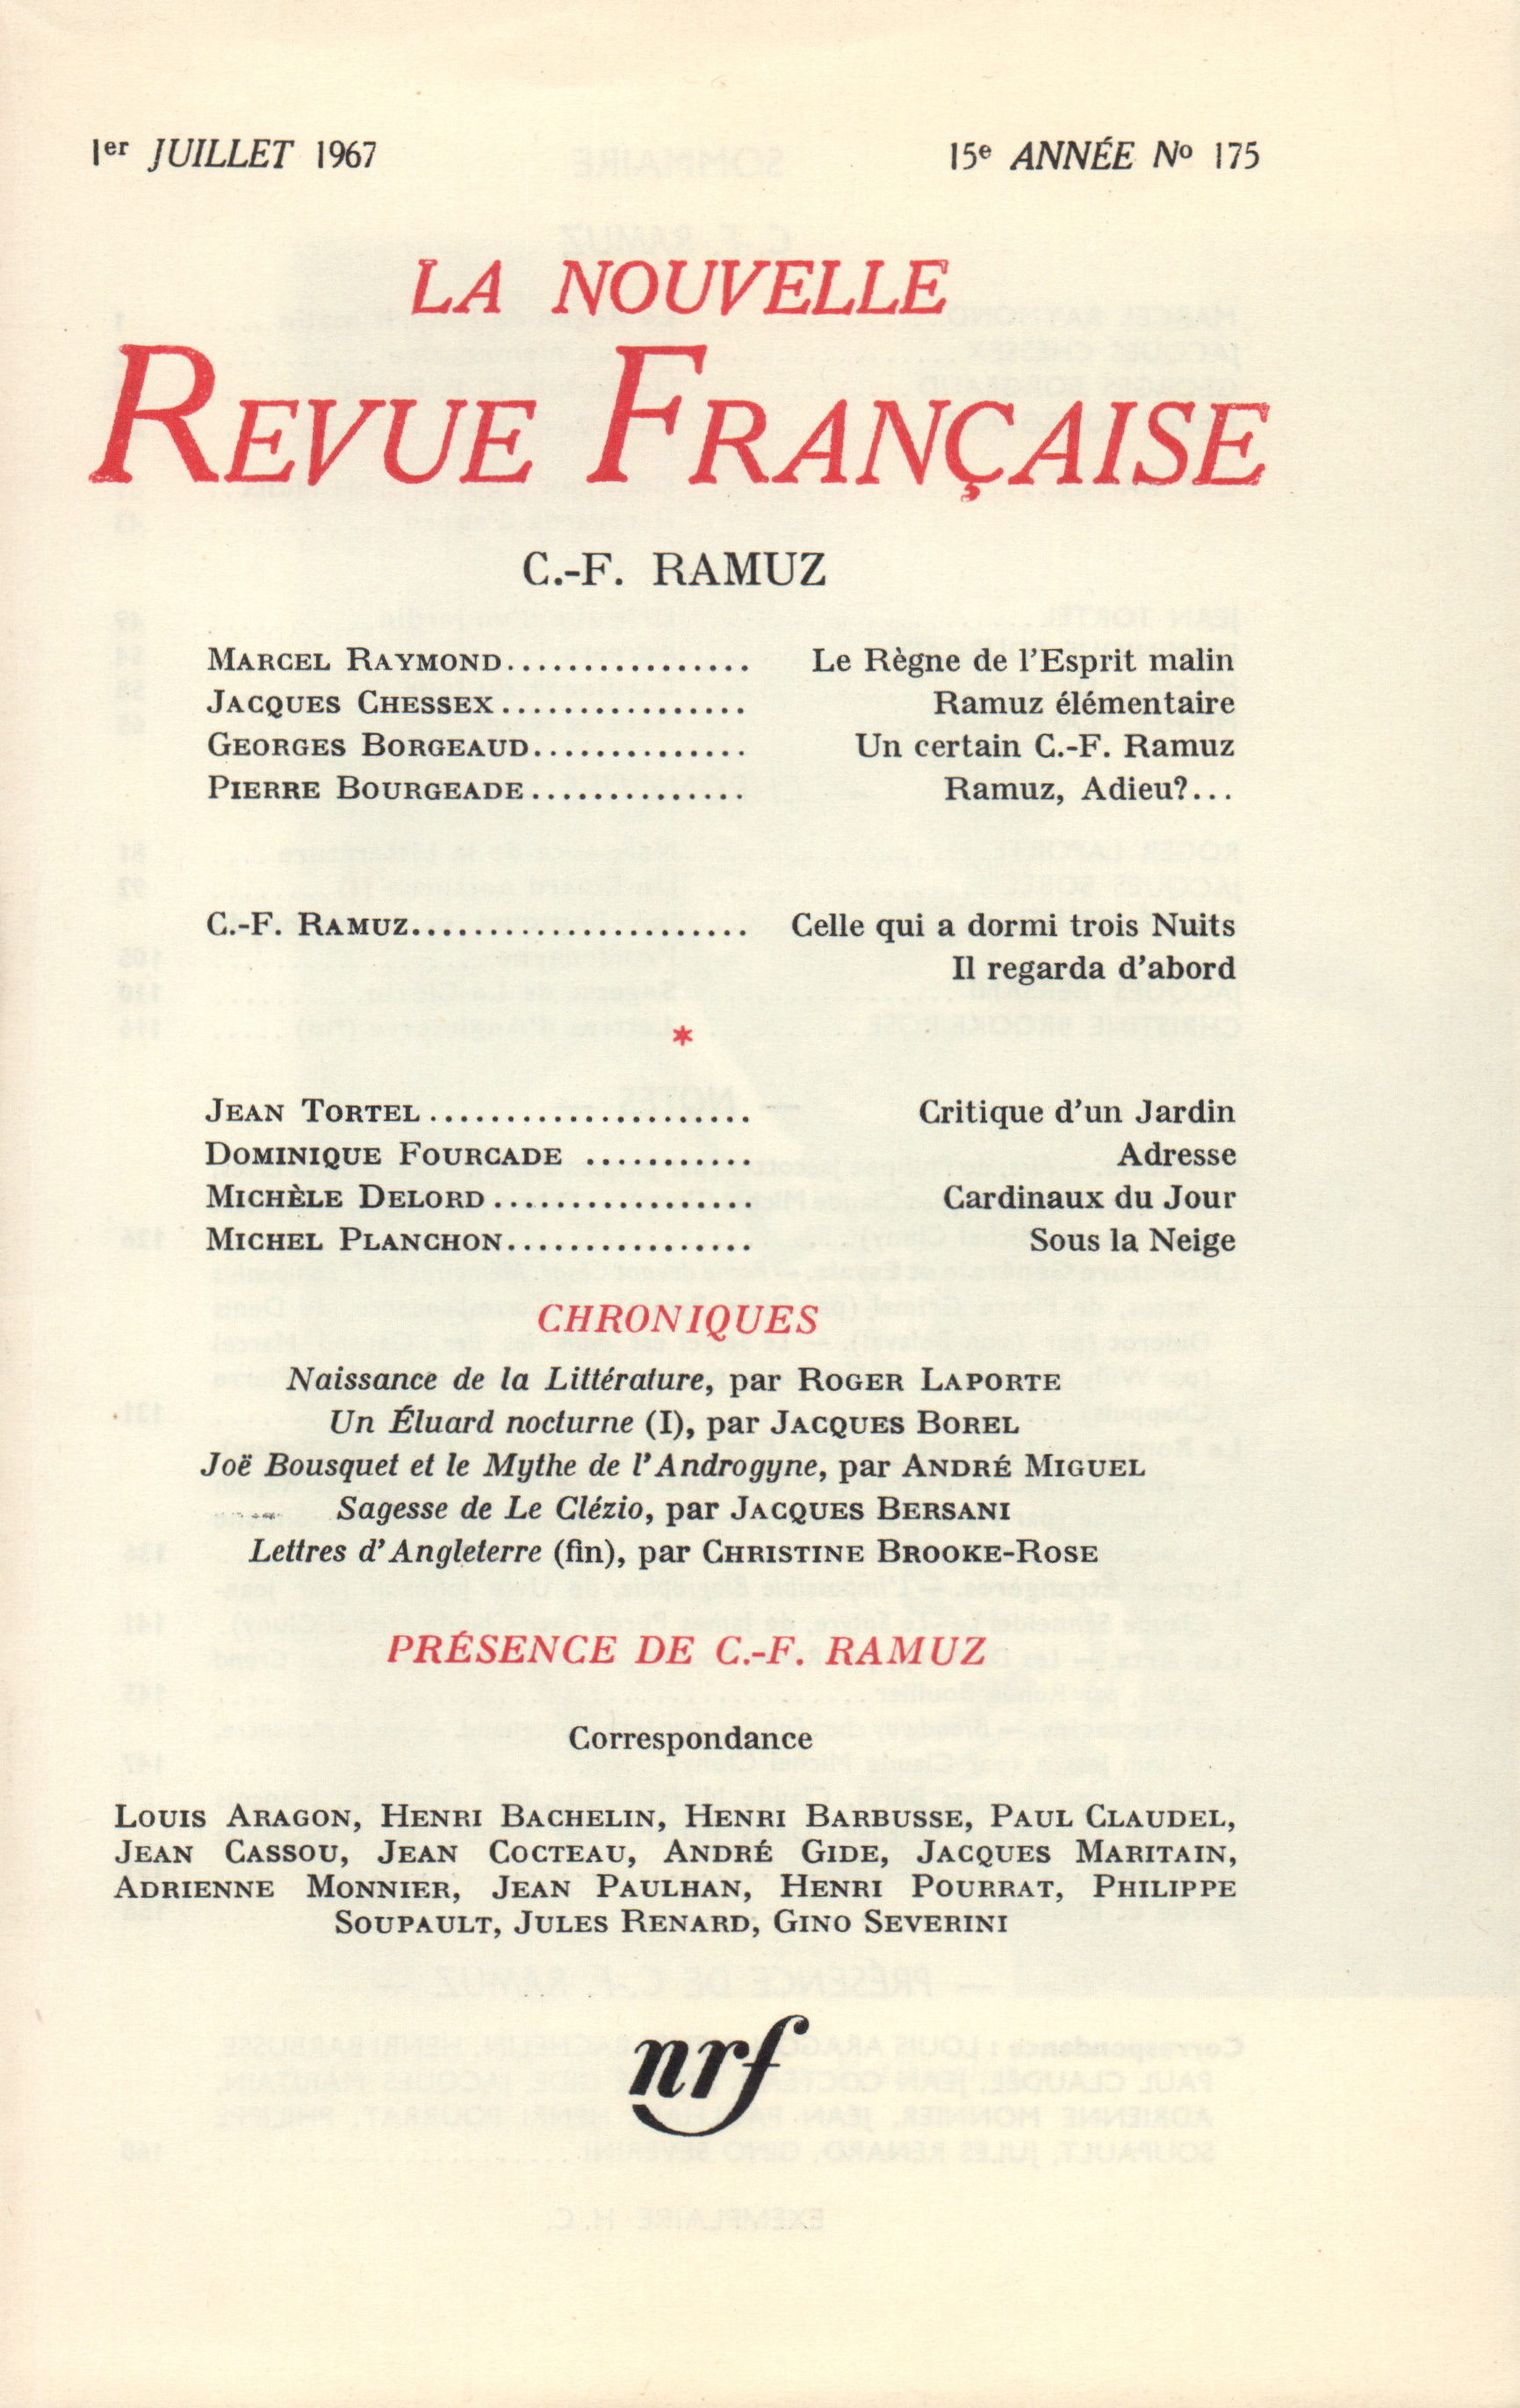 1er JUILLET 1967
15e ANNÉE No 175
LA NOUVELLE
REVUE FRANÇAISE
C.-F. RAMUZ
MARCEL RAYMOND................ Le Règne de l'Esprit malin
JACQUES CHESSEX................ Ramuz élémentaire
GEORGES BORGEAUD.............. Un certain C.-F. Ramuz
PIERRE BOURGEADE.............. Ramuz, Adieu?...
C.-F. RAMUZ...................... Celle qui a dormi trois Nuits
Il regarda d'abord
*
JEAN TORTEL..................... Critique d'un Jardin
DOMINIQUE FOURCADE ........... Adresse
MICHÈLE DELORD................. Cardinaux du Jour
MICHEL PLANCHON................ Sous la Neige
CHRONIQUES
Naissance de la Littérature, par ROGER LAPORTE
Un Éluard nocturne (I), par JACQUES BOREL
Joë Bousquet et le Mythe de l'Androgyne, par ANDRÉ MIGUEL
Sagesse de Le Clézio, par JACQUES BERSANI
Lettres d'Angleterre (fin), par CHRISTINE BROOKE-ROSE
PRÉSENCE DE C.-F. RAMUZ
Correspondance
LOUIS ARAGON, HENRI BACHELIN, HENRI BARBUSSE, PAUL CLAUDEL,
JEAN CASSOU, JEAN COCTEAU, ANDRÉ GIDE, JACQUES MARITAIN,
ADRIENNE MONNIER, JEAN PAULHAN, HENRI POURRAT, PHILIPPE
SOUPAULT, JULES RENARD, GINO SEVERINI
nrf